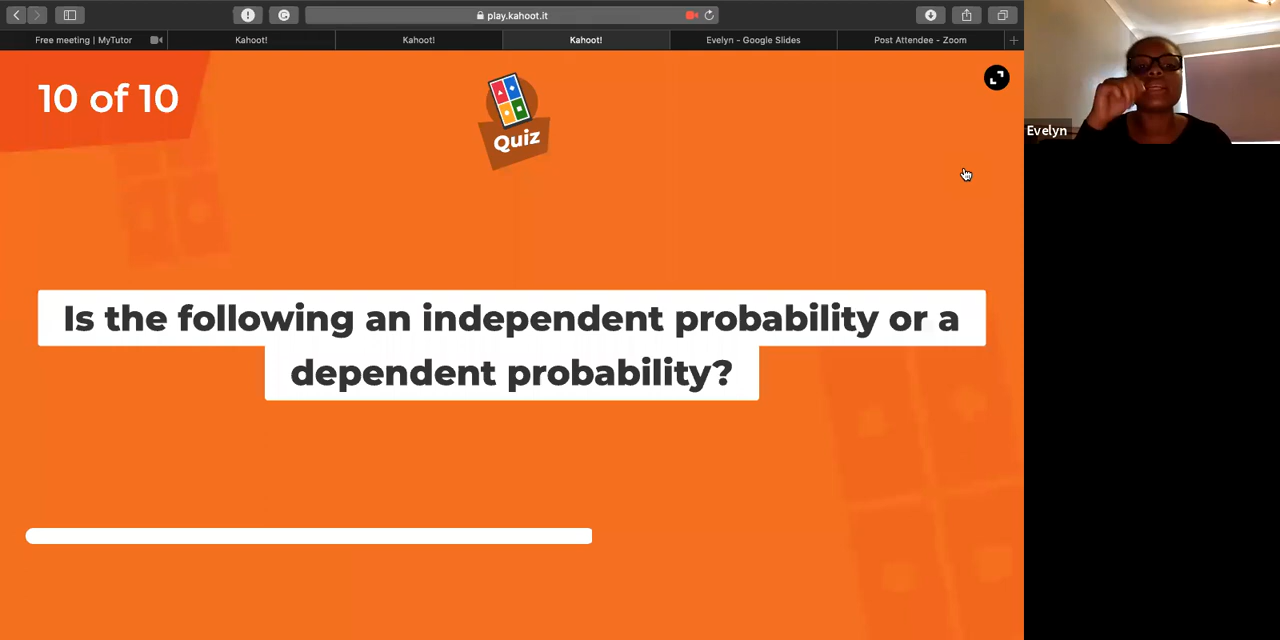 play.kahoot.it
Free meeting | MyTutor
Kahoot!
Kahoot!
Kahoot!
Evelyn - Google Slides
Post Attendee - Zoom
10 of 10
Quiz
Evelyn
Is the following an independent probability or a
dependent probability?